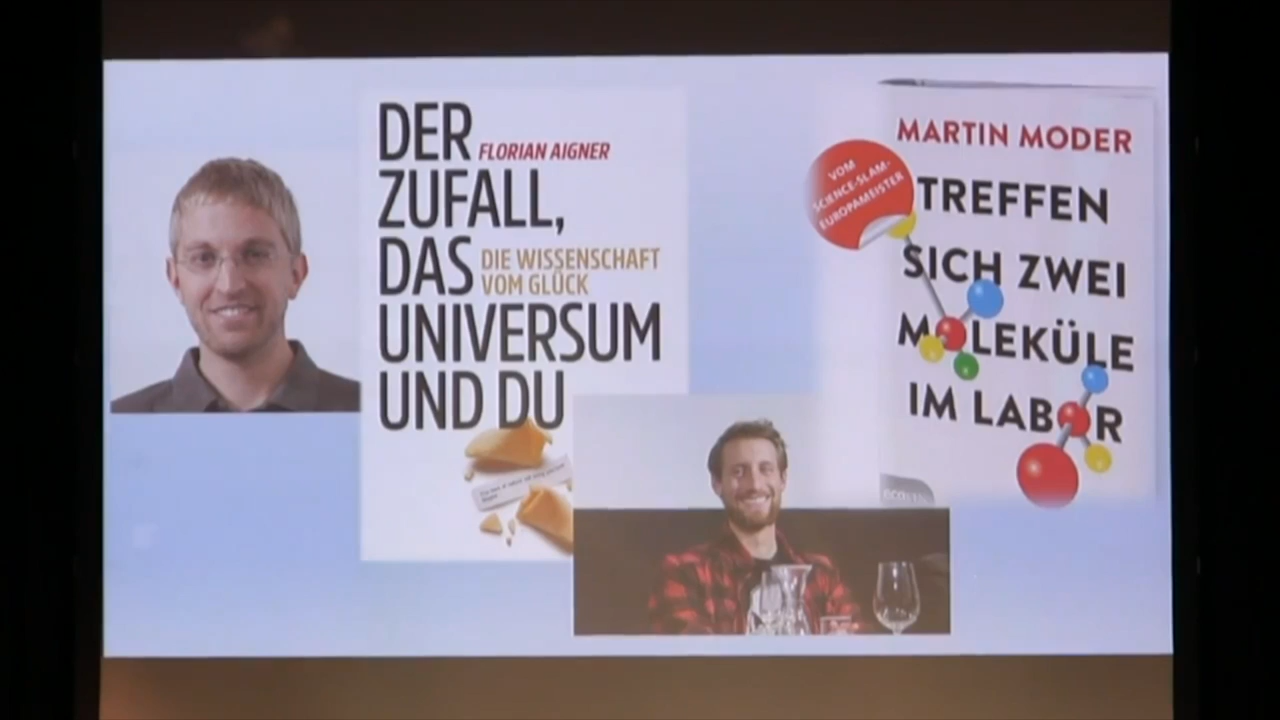 DER
FLORIAN AIGNER
ZUFALL,
DAS
DIE WISSENSCHAFT
VOM GLÜCK
UNIVERSUM
UND DU
MARTIN MODER
VOM
SCIENCE-SLAM-
EUROPAMEISTER
TREFFEN
SICH ZWEI
MOLEKÜLE
IM LABOR